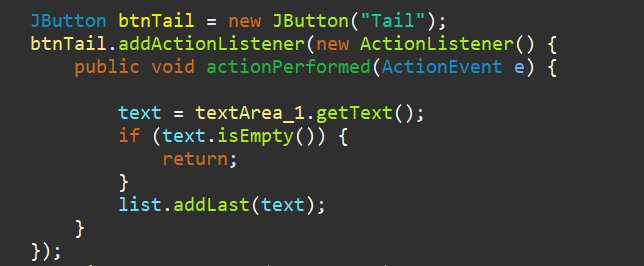 JButton btnTail = new JButton("Tail");
btnTail.addActionListener(new ActionListener() {
    public void actionPerformed(ActionEvent e) {

        text = textArea_1.getText();
        if (text.isEmpty()) {
            return;
        }
        list.addLast(text);
    }
});